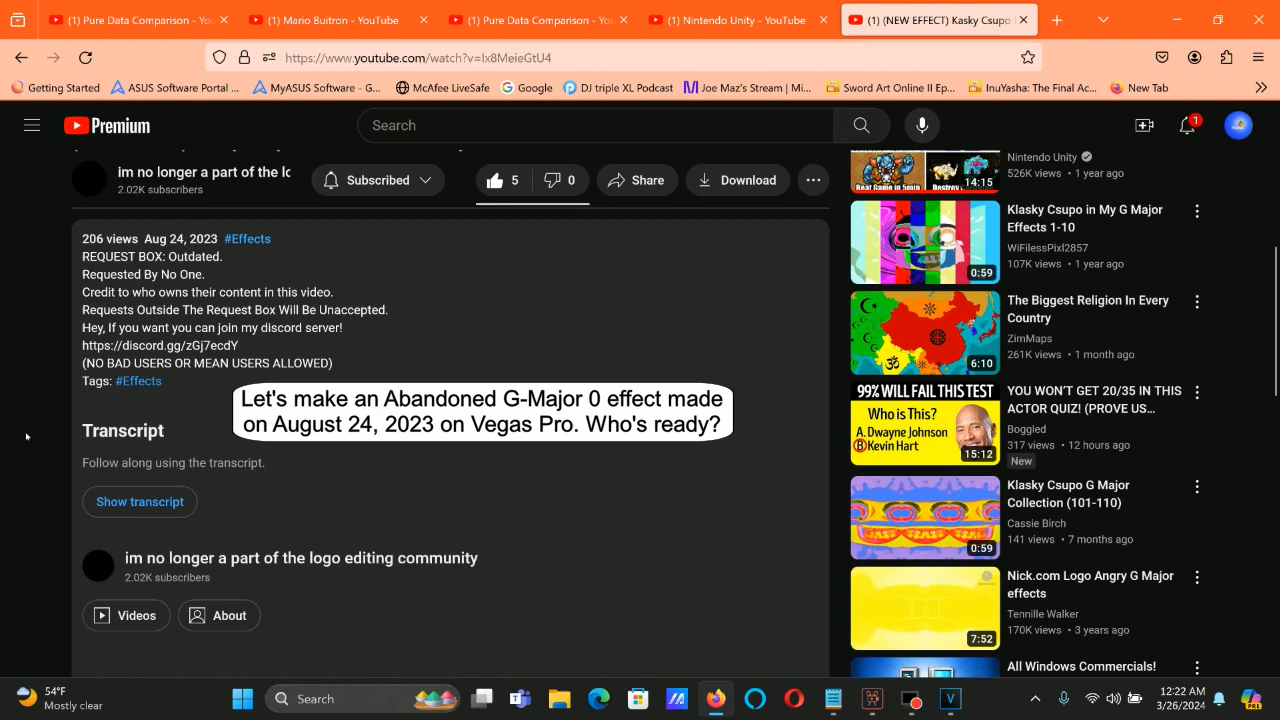 (1) Pure Data Comparison - You
(1) Mario Buitron - YouTube
(1) Pure Data Comparison - You
(1) Nintendo Unity - YouTube
(1) (NEW EFFECT) Kasky Csupo
https://www.youtube.com/watch?v=lx8MeieGtU4
Getting Started
ASUS Software Portal ...
MyASUS Software - G...
McAfee LiveSafe
Google
DJ triple XL Podcast
Joe Maz's Stream | Mi...
Sword Art Online II Ep...
InuYasha: The Final Ac...
New Tab
Premium
Search
1
im no longer a part of the lo
2.02K subscribers
Subscribed
5
0
Share
Download
206 views Aug 24, 2023 #Effects
REQUEST BOX: Outdated.
Requested By No One.
Credit to who owns their content in this video.
Requests Outside The Request Box Will Be Unaccepted.
Hey, If you want you can join my discord server!
https://discord.gg/zGj7ecdY
(NO BAD USERS OR MEAN USERS ALLOWED)
Tags: #Effects
Let's make an Abandoned G-Major 0 effect made
on August 24, 2023 on Vegas Pro. Who's ready?
Transcript
Follow along using the transcript.
Show transcript
im no longer a part of the logo editing community
2.02K subscribers
Videos
About
Beat Game in 5min
Destroy
14:15
Nintendo Unity
526K views • 1 year ago
0:59
Klasky Csupo in My G Major
Effects 1-10
WiFilessPixl2857
107K views • 1 year ago
6:10
The Biggest Religion In Every
Country
ZimMaps
261K views • 1 month ago
99% WILL FAIL THIS TEST
Who is This?
A. Dwayne Johnson
B Kevin Hart
15:12
YOU WON'T GET 20/35 IN THIS
ACTOR QUIZ! (PROVE US...
Boggled
317 views • 12 hours ago
New
0:59
Klasky Csupo G Major
Collection (101-110)
Cassie Birch
141 views • 7 months ago
7:52
Nick.com Logo Angry G Major
effects
Tennille Walker
170K views • 3 years ago
All Windows Commercials!
54°F
Mostly clear
Search
12:22 AM
3/26/2024
PRE